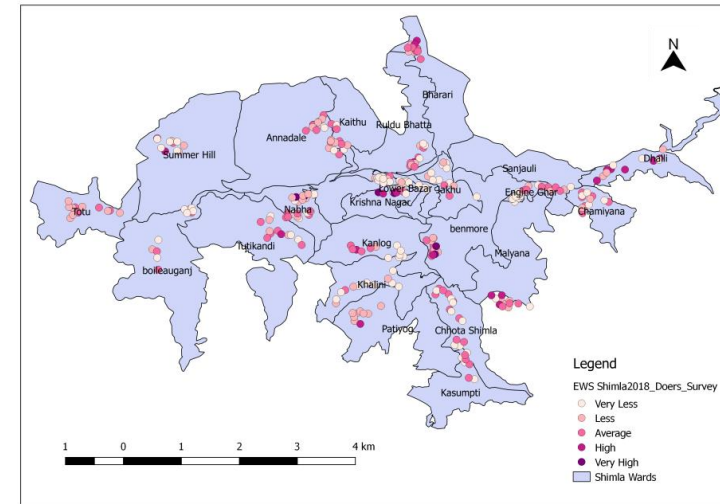 N
Bharari
Kaithu
Ruldu Bhatta
Annadale
Summer Hill
Dhalli
Sanjauli
Lower Bazar
Jakhu
Engine Ghar
Krishna Nagar
Chamiyana
Totu
Nabha
benmore
Tutikandi
Kanlog
Malyana
boileauganj
Khalini
Patiyog
Chhota Shimla
Kasumpti
Legend
EWS Shimla2018_Doers_Survey
Very Less
Less
Average
High
Very High
Shimla Wards
1 0 1 2 3 4 km